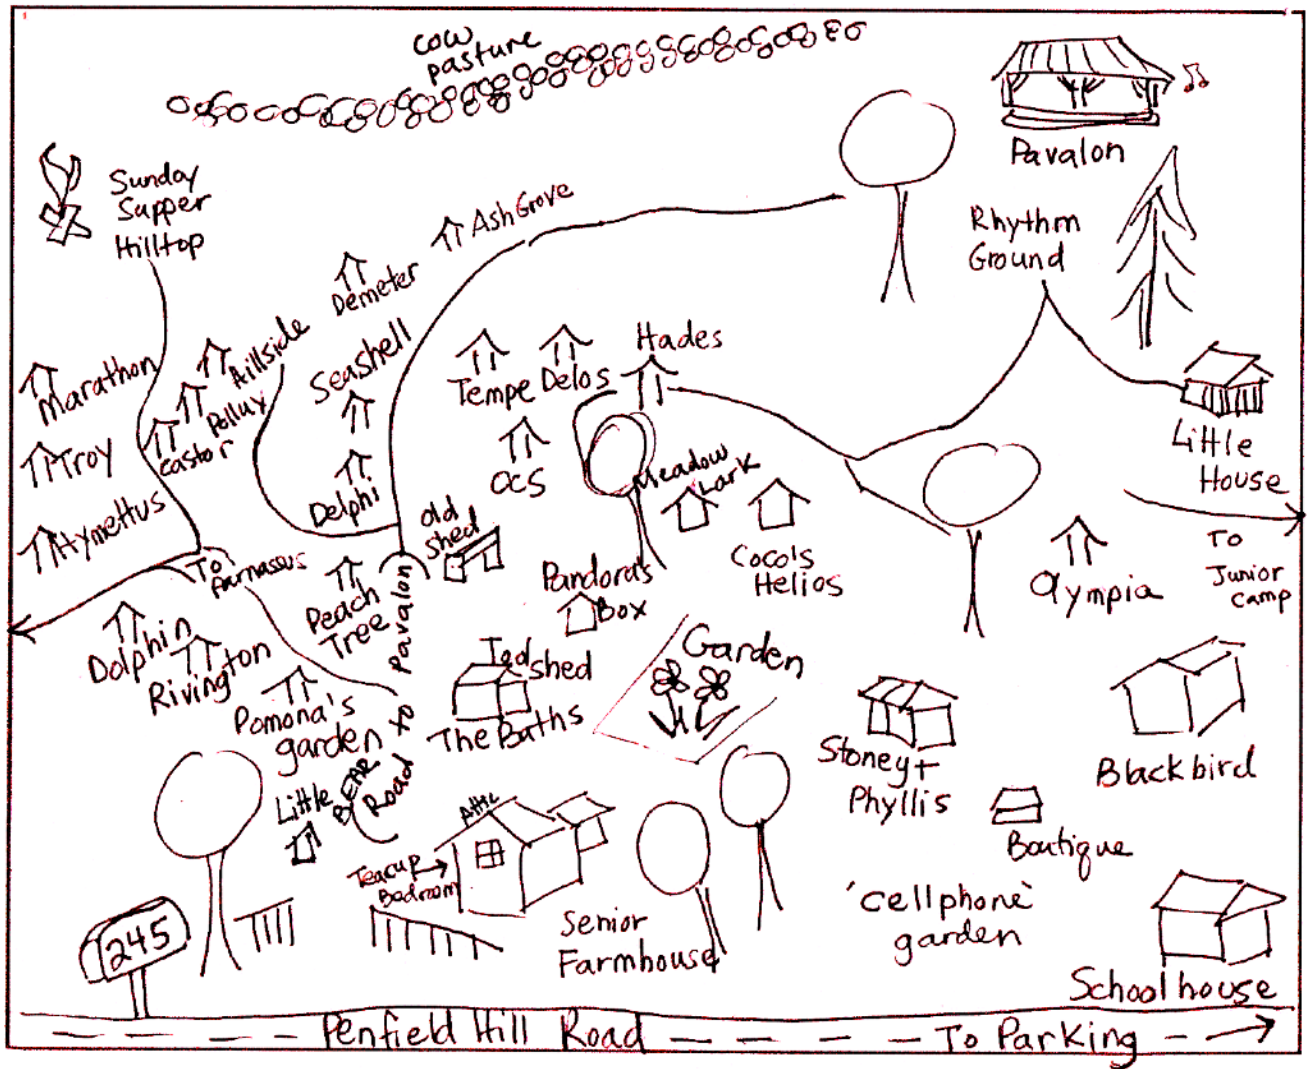 cow
pasture
Pavalon
Sunday
Supper
Hilltop
Ash Grove
Rhythm
Ground
Demeter
Hillside
Seashell
Hades
Marathon
Pollux
Tempe
Delos
Castor
Troy
Little
House
OCS
Meadow
Lark
Delphi
Hymettus
old
shed
To
Parnassus
Coco's
Helios
To
Junior
camp
Olympia
Peach
Tree
Pandora's
Box
Dolphin
Rivington
Garden
Tool
shed
The Baths
Pomona's
garden
Road to Pavalon
Stoney +
Phyllis
Blackbird
Little
BEAR
Attic
Boutique
Teacup
Bedroom
'cellphone'
garden
Senior
Farmhouse
245
Schoolhouse
Penfield Hill Road
To Parking